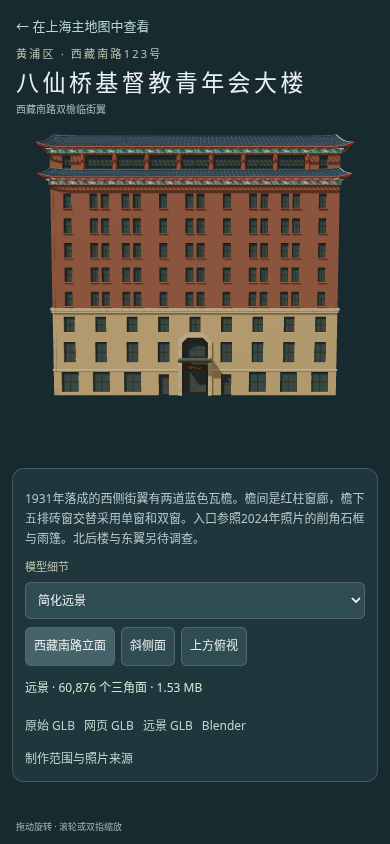 ← 在上海主地图中查看
黄浦区 · 西藏南路123号
八仙桥基督教青年会大楼
西藏南路双檐临街翼
1931年落成的西侧街翼有两道蓝色瓦檐。檐间是红柱窗廊，檐下
五排砖窗交替采用单窗和双窗。入口参照2024年照片的削角石框
与雨篷。北后楼与东翼另待调查。
模型细节
简化远景
西藏南路立面 斜侧面 上方俯视
远景 · 60,876 个三角面 · 1.53 MB
原始 GLB 网页 GLB 远景 GLB Blender
制作范围与照片来源
拖动旋转 · 滚轮或双指缩放